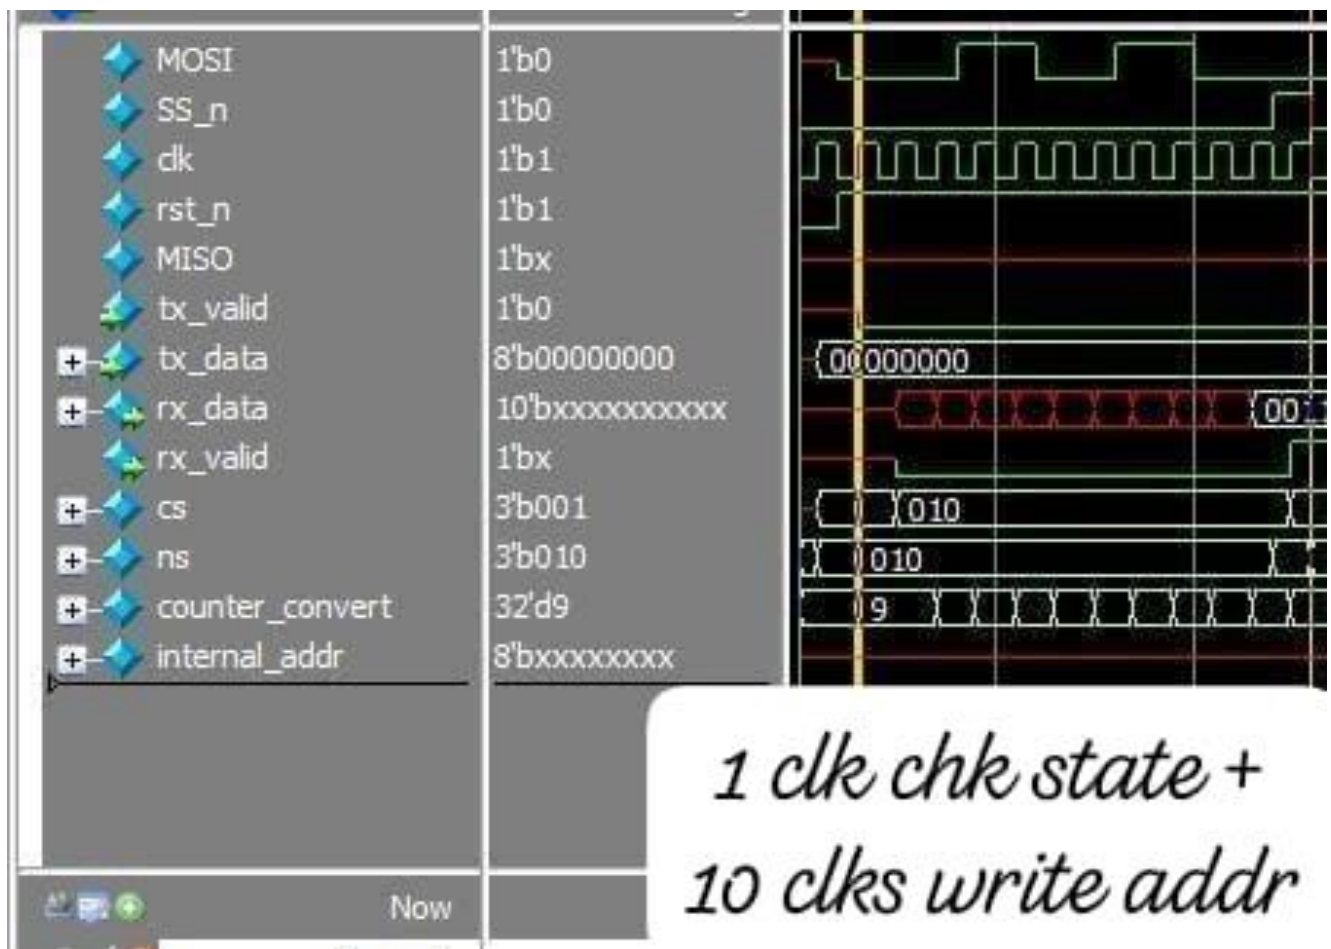 MOSI 1'b0
SS_n 1'b0
clk 1'b1
rst_n 1'b1
MISO 1'bx
tx_valid 1'b0
tx_data 8'b00000000 00000000
rx_data 10'bxxxxxxxxxx
rx_valid 1'bx
cs 3'b001 010
ns 3'b010 010
counter_convert 32'd9 9
internal_addr 8'bxxxxxxxx
1 clk chk state +
10 clks write addr
Now